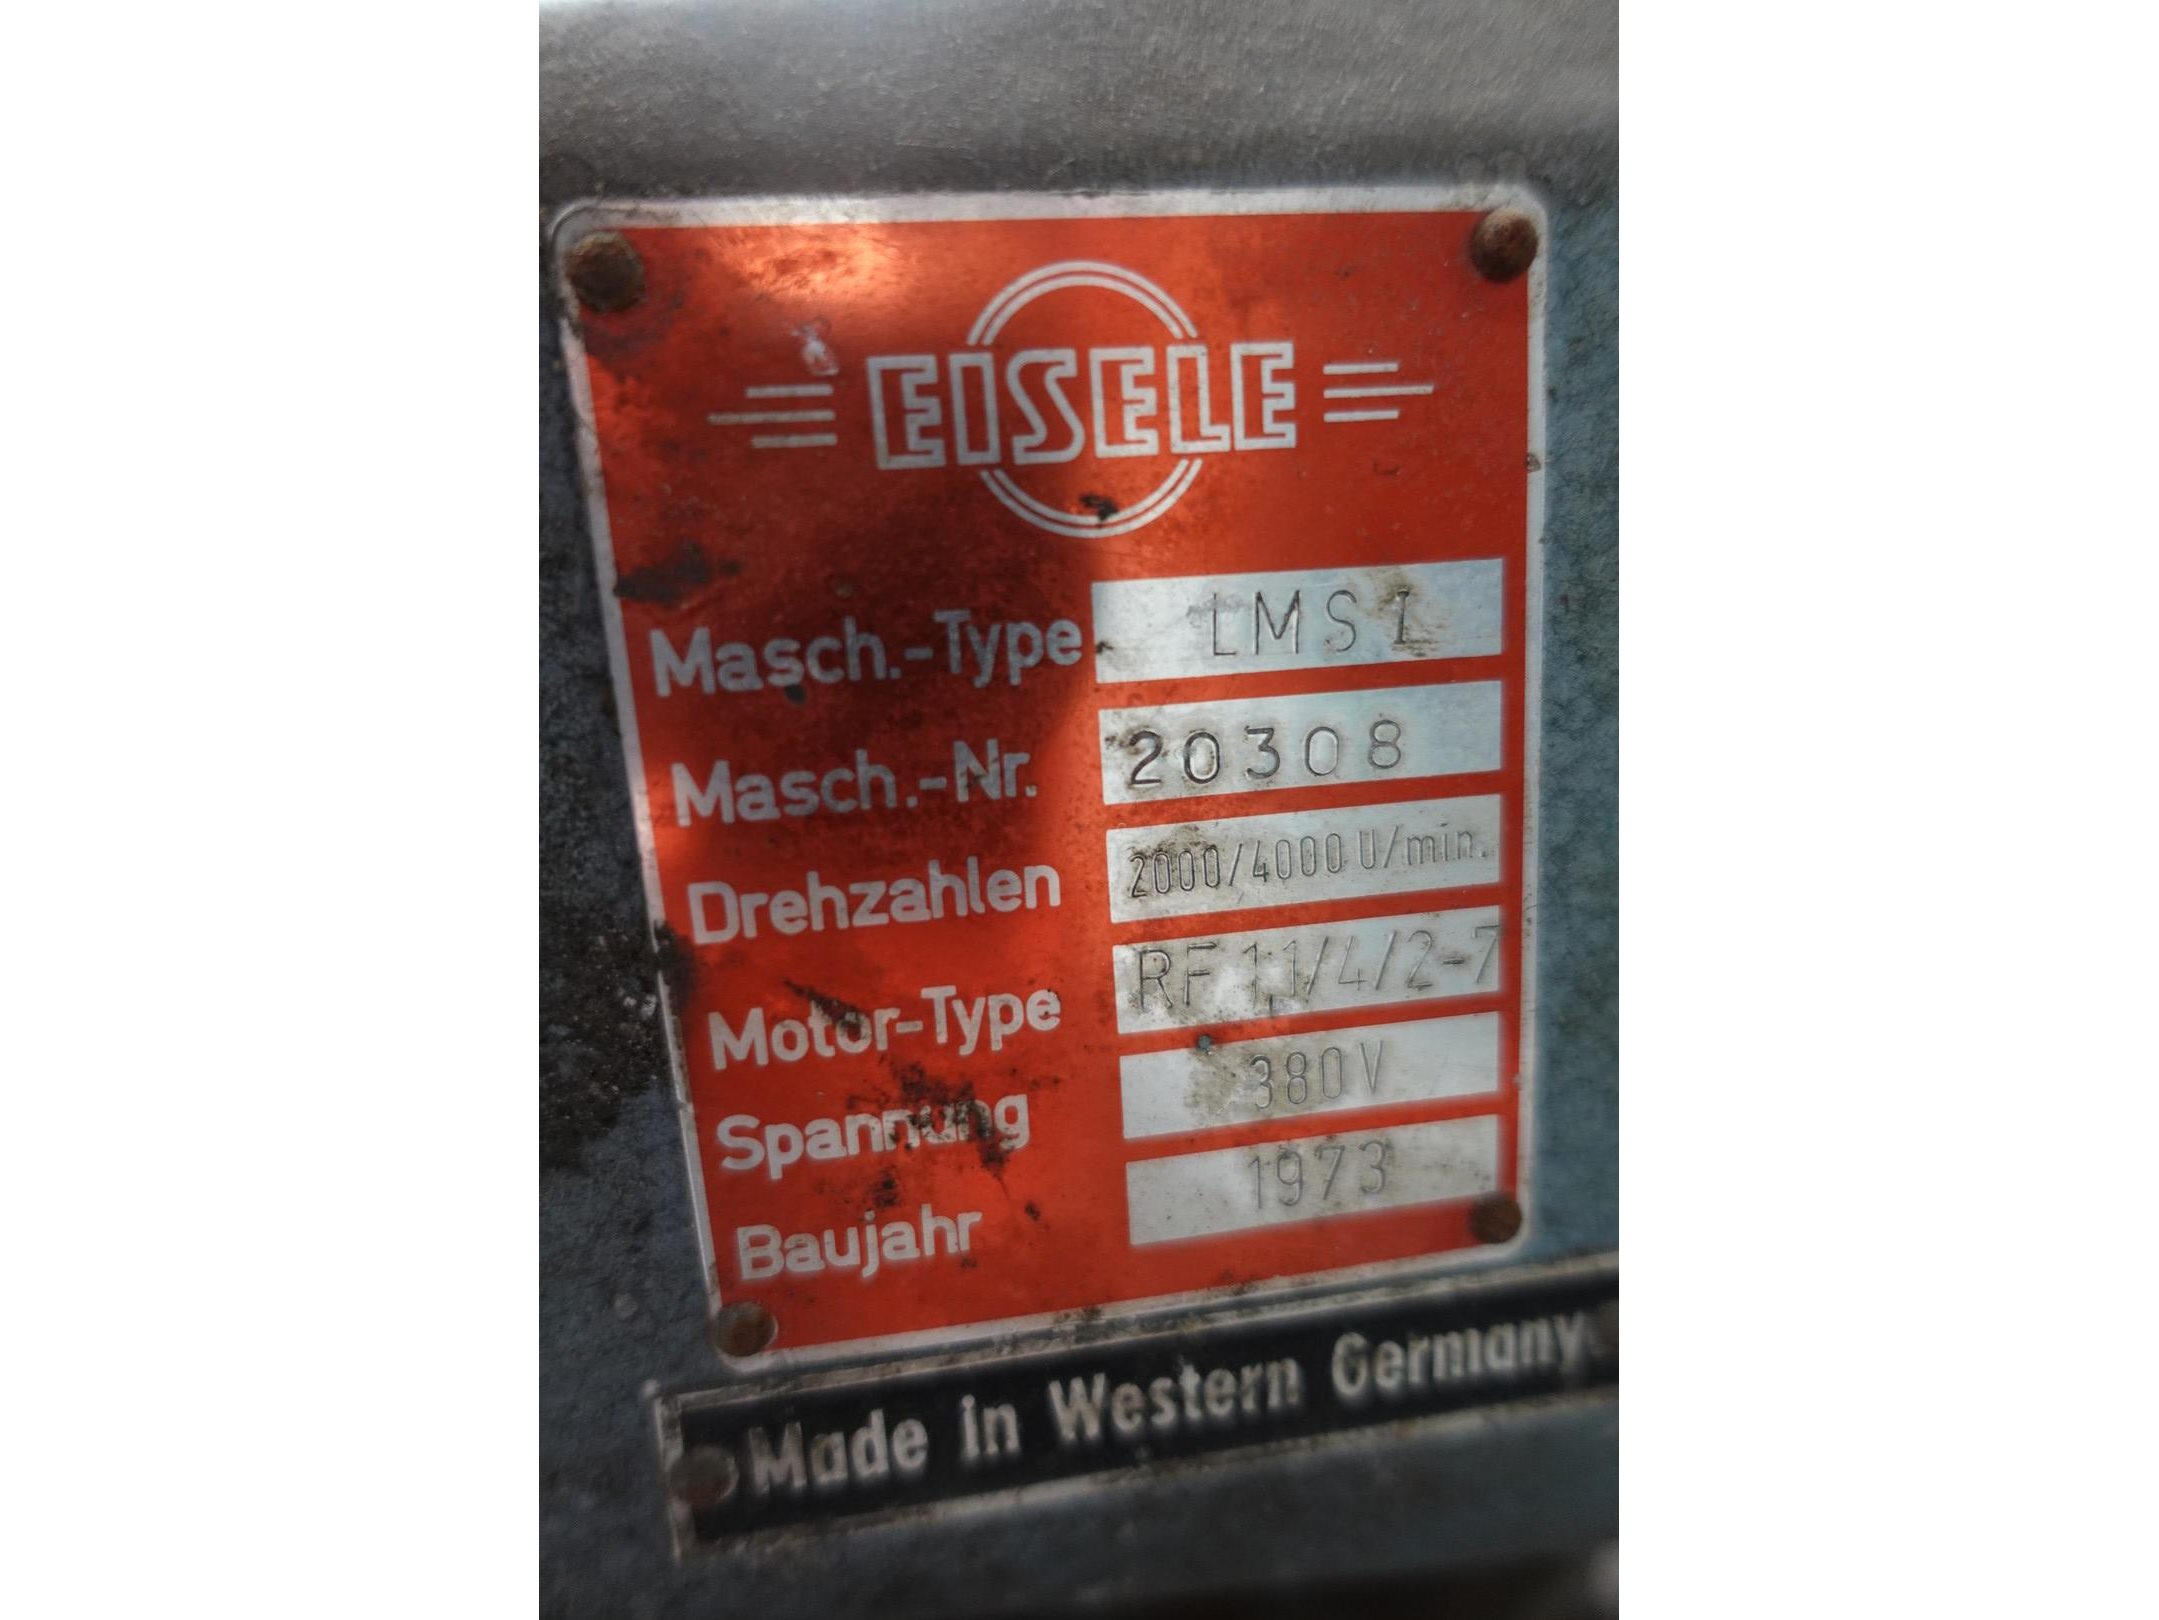 EISELE
Masch.-Type LMS I
Masch.-Nr. 20308
Drehzahlen 2000/4000 U/min.
Motor-Type RF 1,1/4/2-7
Spannung 380V
Baujahr 1973
Made in Western Germany